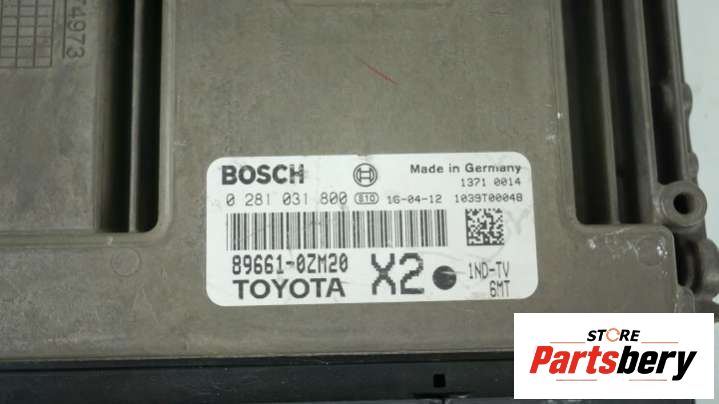 4973
BOSCH
Made in Germany
1371 0014
0 281 031 800 S10 16-04-12 1039T00048
89661-0ZM20
TOYOTA
X2
1ND-TV
6MT
STORE
Partsbery